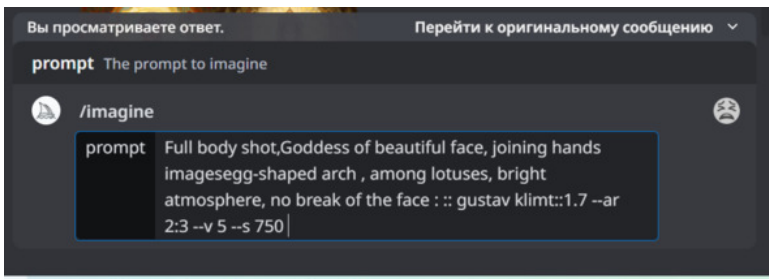 Вы просматриваете ответ. Перейти к оригинальному сообщению
prompt The prompt to imagine
/imagine
prompt Full body shot,Goddess of beautiful face, joining hands
imagesegg-shaped arch , among lotuses, bright
atmosphere, no break of the face : :: gustav klimt::1.7 --ar
2:3 --v 5 --s 750